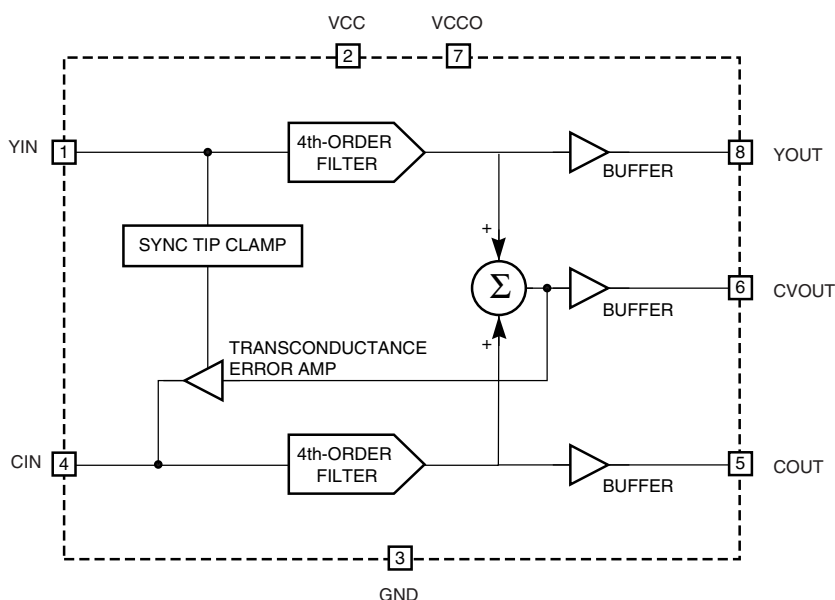 VCC
VCCO
2
7
YIN
1
4th-ORDER
FILTER
BUFFER
8
YOUT
SYNC TIP CLAMP
+
Σ
BUFFER
6
CVOUT
+
TRANSCONDUCTANCE
ERROR AMP
CIN
4
4th-ORDER
FILTER
BUFFER
5
COUT
3
GND